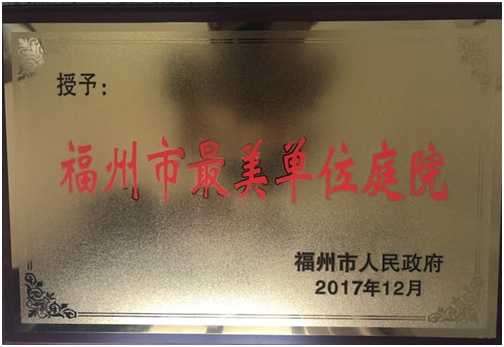 授予：
福州市最美单位庭院
福州市人民政府
2017年12月